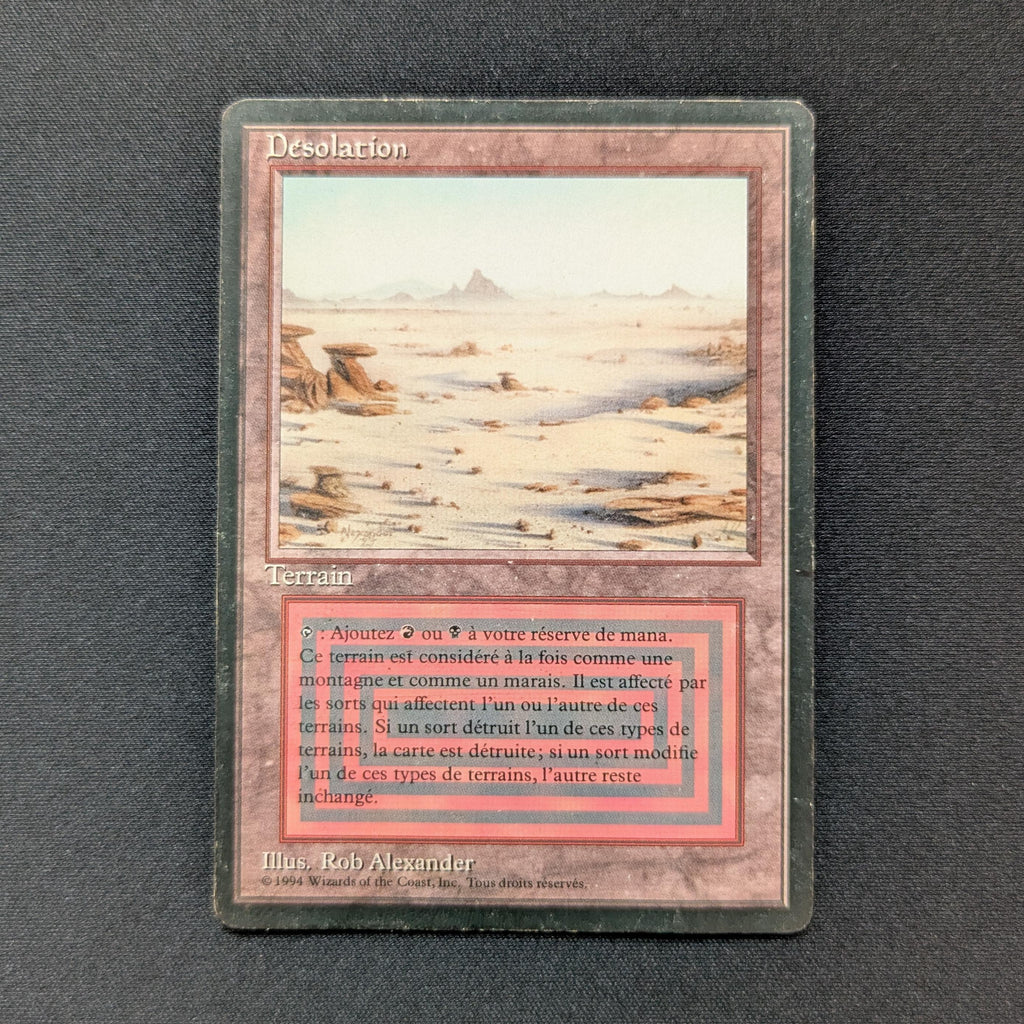 Désolation
Terrain
: Ajoutez ou à votre réserve de mana.
Ce terrain est considéré à la fois comme une
montagne et comme un marais. Il est affecté par
les sorts qui affectent l'un ou l'autre de ces
terrains. Si un sort détruit l'un de ces types de
terrains, la carte est détruite; si un sort modifie
l'un de ces types de terrains, l'autre reste
inchangé.
Illus. Rob Alexander
© 1994 Wizards of the Coast, Inc. Tous droits réservés.